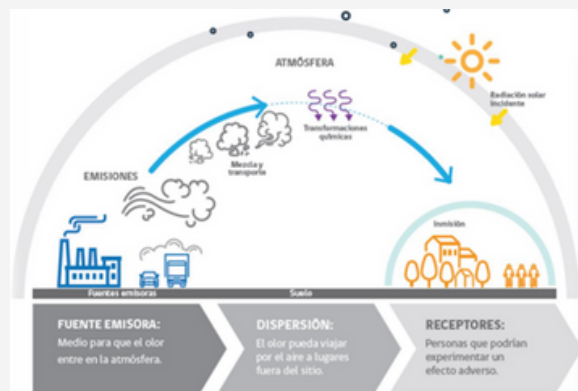 ATMÓSFERA
Radiación solar
incidente
Transformaciones
químicas
Mezcla y
transporte
EMISIONES
Inmisión
Fuentes emisoras
Suelo
FUENTE EMISORA:
Medio para que el olor
entre en la atmósfera.
DISPERSIÓN:
El olor pueda viajar
por el aire a lugares
fuera del sitio.
RECEPTORES:
Personas que podrían
experimentar un
efecto adverso.